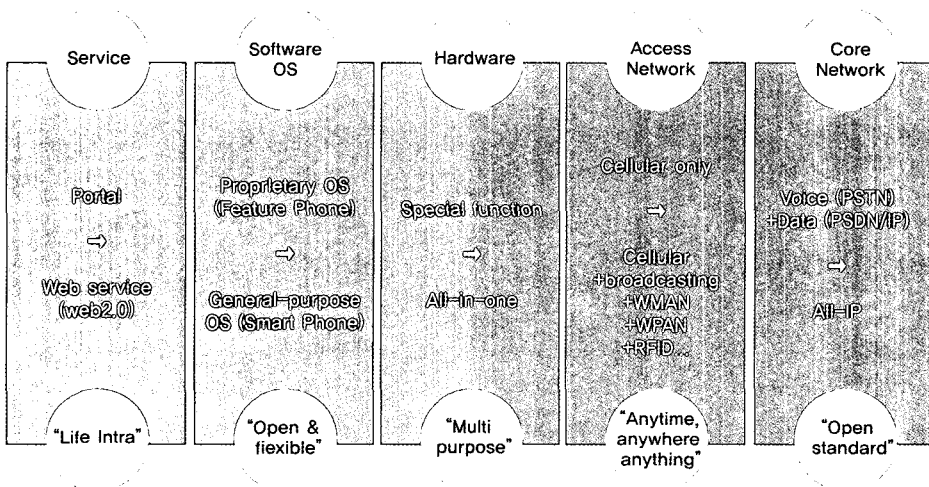 Service
Portal
⇨
Web service
(web2.0)
"Life Intra"
Software
OS
Proprietary OS
(Feature Phone)
⇨
General-purpose
OS (Smart Phone)
"Open &
flexible"
Hardware
Special function
⇨
All-in-one
"Multi
purpose"
Access
Network
Cellular only
⇨
Cellular
+broadcasting
+WMAN
+WPAN
+RFID...
"Anytime,
anywhere
anything"
Core
Network
Voice (PSTN)
+Data (PSDN/IP)
⇨
All-IP
"Open
standard"